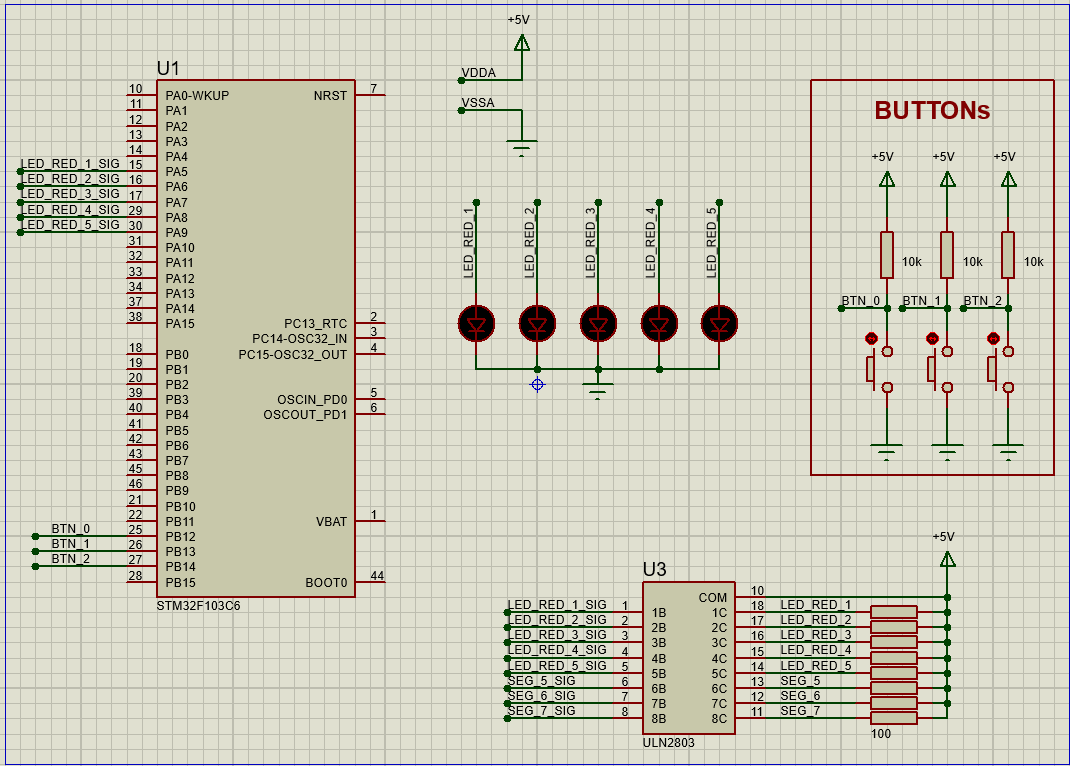 U1
10 PA0-WKUP
11 PA1
12 PA2
13 PA3
14 PA4
LED_RED_1_SIG 15 PA5
LED_RED_2_SIG 16 PA6
LED_RED_3_SIG 17 PA7
LED_RED_4_SIG 29 PA8
LED_RED_5_SIG 30 PA9
31 PA10
32 PA11
33 PA12
34 PA13
37 PA14
38 PA15
18 PB0
19 PB1
20 PB2
39 PB3
40 PB4
41 PB5
42 PB6
43 PB7
45 PB8
46 PB9
21 PB10
22 PB11
BTN_0 25 PB12
BTN_1 26 PB13
BTN_2 27 PB14
28 PB15
NRST 7
PC13_RTC 2
PC14-OSC32_IN 3
PC15-OSC32_OUT 4
OSCIN_PD0 5
OSCOUT_PD1 6
VBAT 1
BOOT0 44
STM32F103C6
+5V
VDDA
VSSA
LED_RED_1
LED_RED_2
LED_RED_3
LED_RED_4
LED_RED_5
BUTTONs
+5V +5V +5V
10k 10k 10k
BTN_0 BTN_1 BTN_2
+5V
U3
COM 10
LED_RED_1_SIG 1 1B 1C 18 LED_RED_1
LED_RED_2_SIG 2 2B 2C 17 LED_RED_2
LED_RED_3_SIG 3 3B 3C 16 LED_RED_3
LED_RED_4_SIG 4 4B 4C 15 LED_RED_4
LED_RED_5_SIG 5 5B 5C 14 LED_RED_5
SEG_5_SIG 6 6B 6C 13 SEG_5
SEG_6_SIG 7 7B 7C 12 SEG_6
SEG_7_SIG 8 8B 8C 11 SEG_7
ULN2803
100